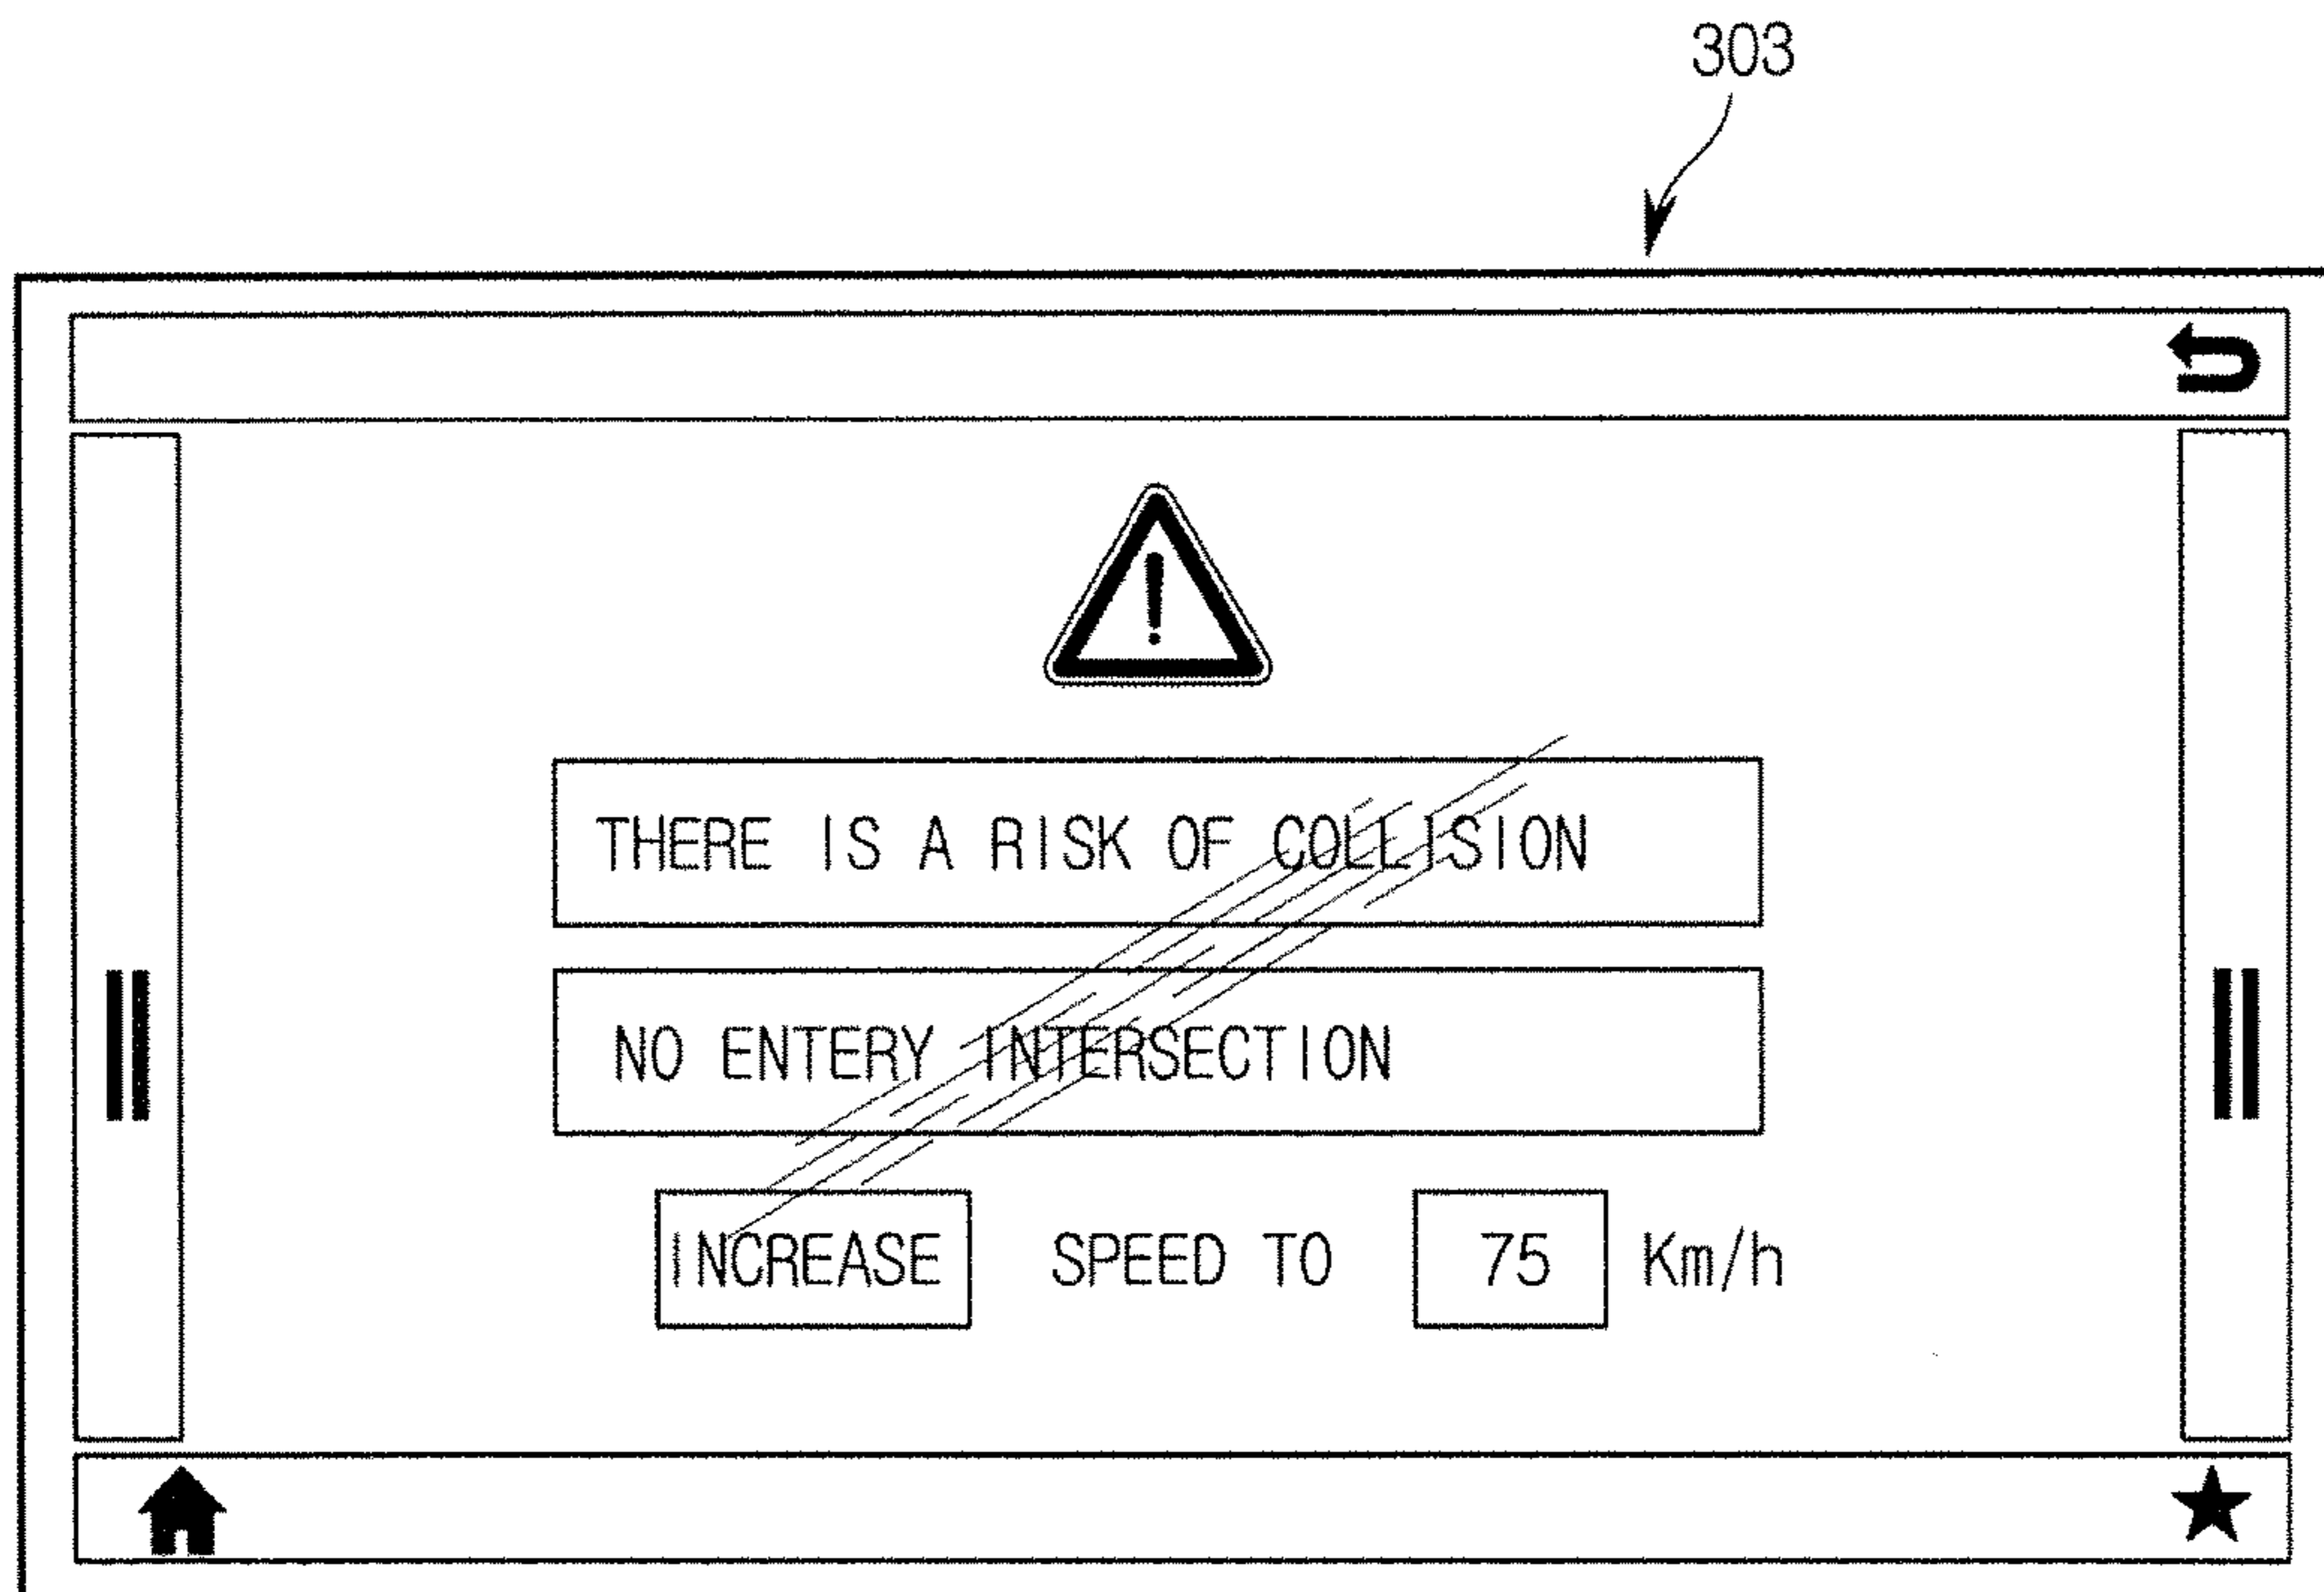 303
THERE IS A RISK OF COLLISION
NO ENTERY INTERSECTION
INCREASE SPEED TO 75 Km/h